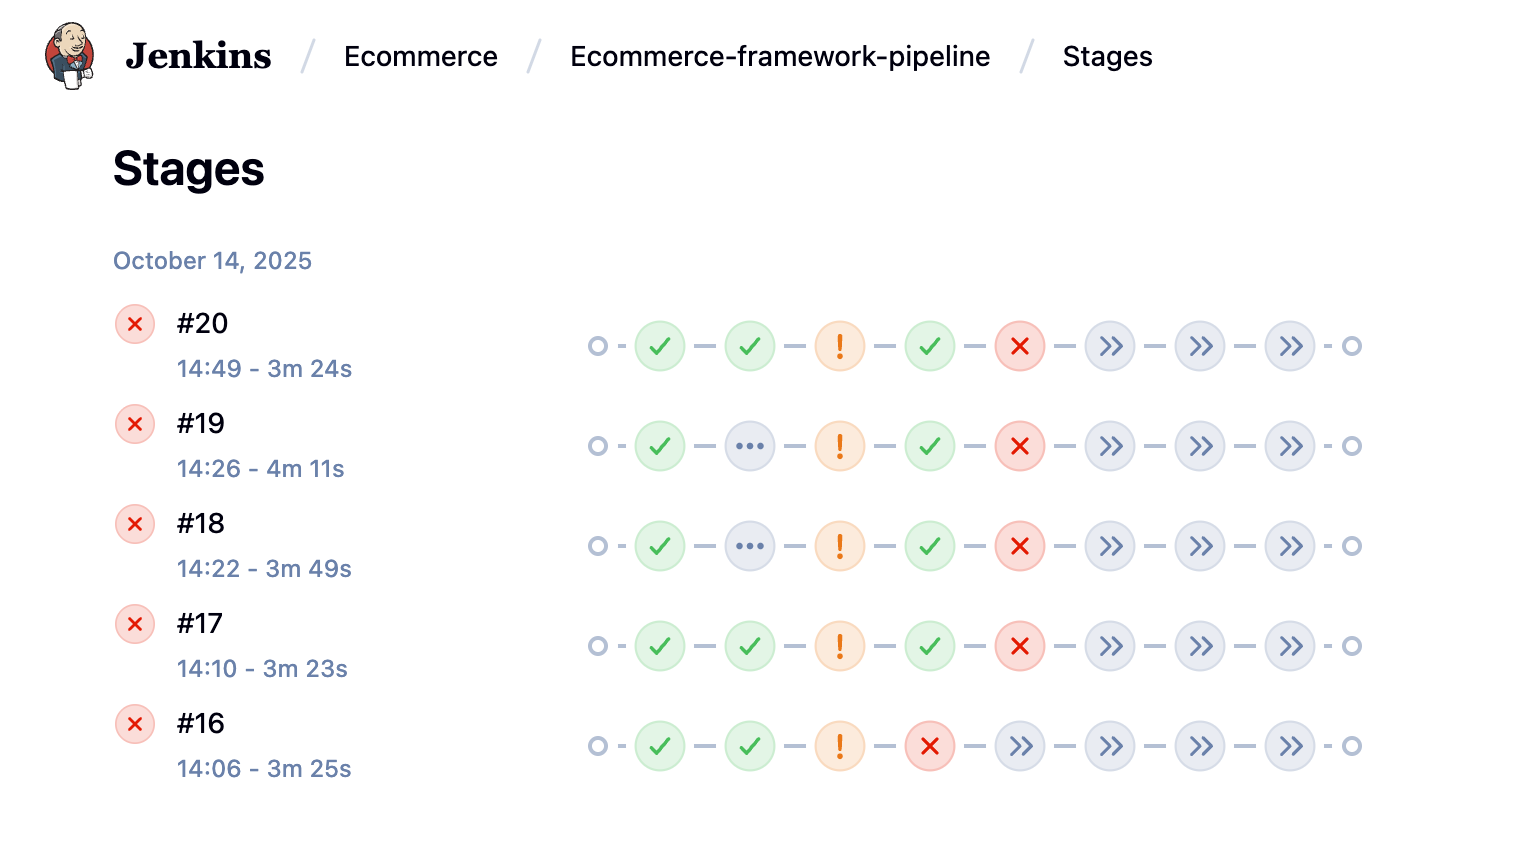 Jenkins / Ecommerce / Ecommerce-framework-pipeline / Stages
Stages
October 14, 2025
#20
14:49 - 3m 24s
#19
14:26 - 4m 11s
#18
14:22 - 3m 49s
#17
14:10 - 3m 23s
#16
14:06 - 3m 25s